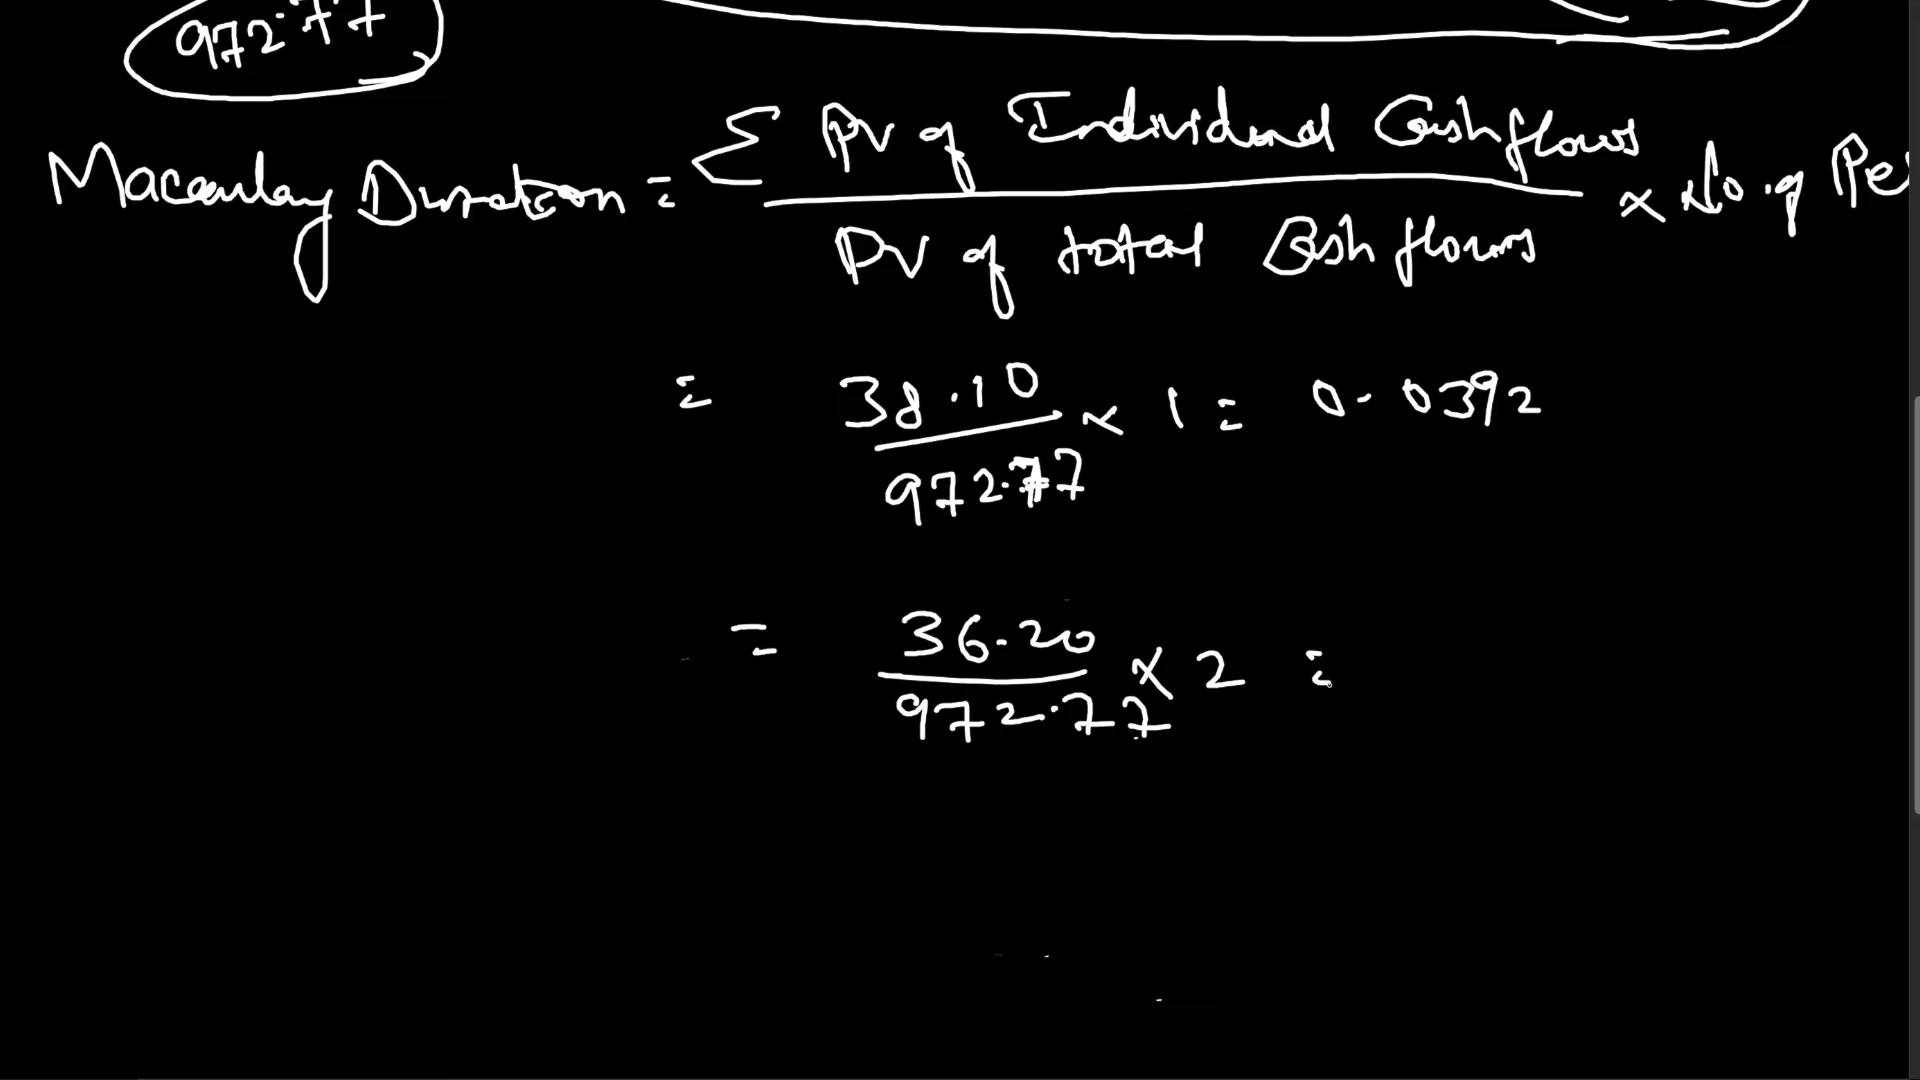 972.77
Macaulay Duration = Σ PV of Individual Cashflows / PV of total Cash flows × No. of Pe
= 38.10 / 972.77 × 1 = 0.0392
= 36.20 / 972.77 × 2 =